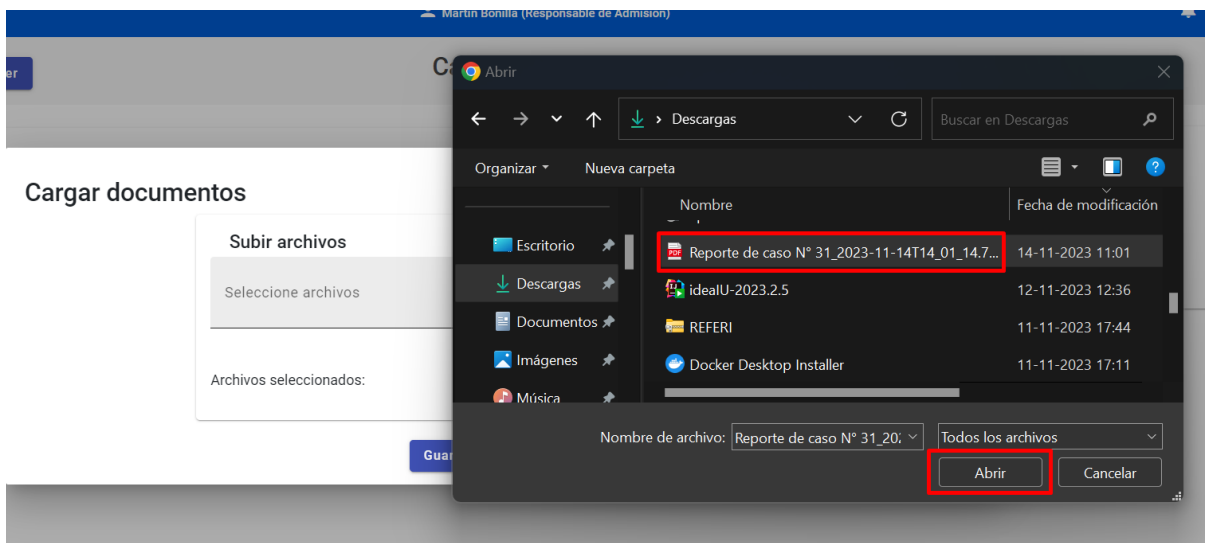 Martin Bonilla (Responsable de Admisión)
er
Abrir
Descargas
Buscar en Descargas
Organizar
Nueva carpeta
Cargar documentos
Nombre
Fecha de modificación
Subir archivos
Escritorio
Reporte de caso N° 31_2023-11-14T14_01_14.7...
14-11-2023 11:01
Seleccione archivos
Descargas
idealU-2023.2.5
12-11-2023 12:36
Documentos
REFERI
11-11-2023 17:44
Imágenes
Docker Desktop Installer
11-11-2023 17:11
Archivos seleccionados:
Música
Nombre de archivo:
Reporte de caso N° 31_20
Todos los archivos
Guar
Abrir
Cancelar